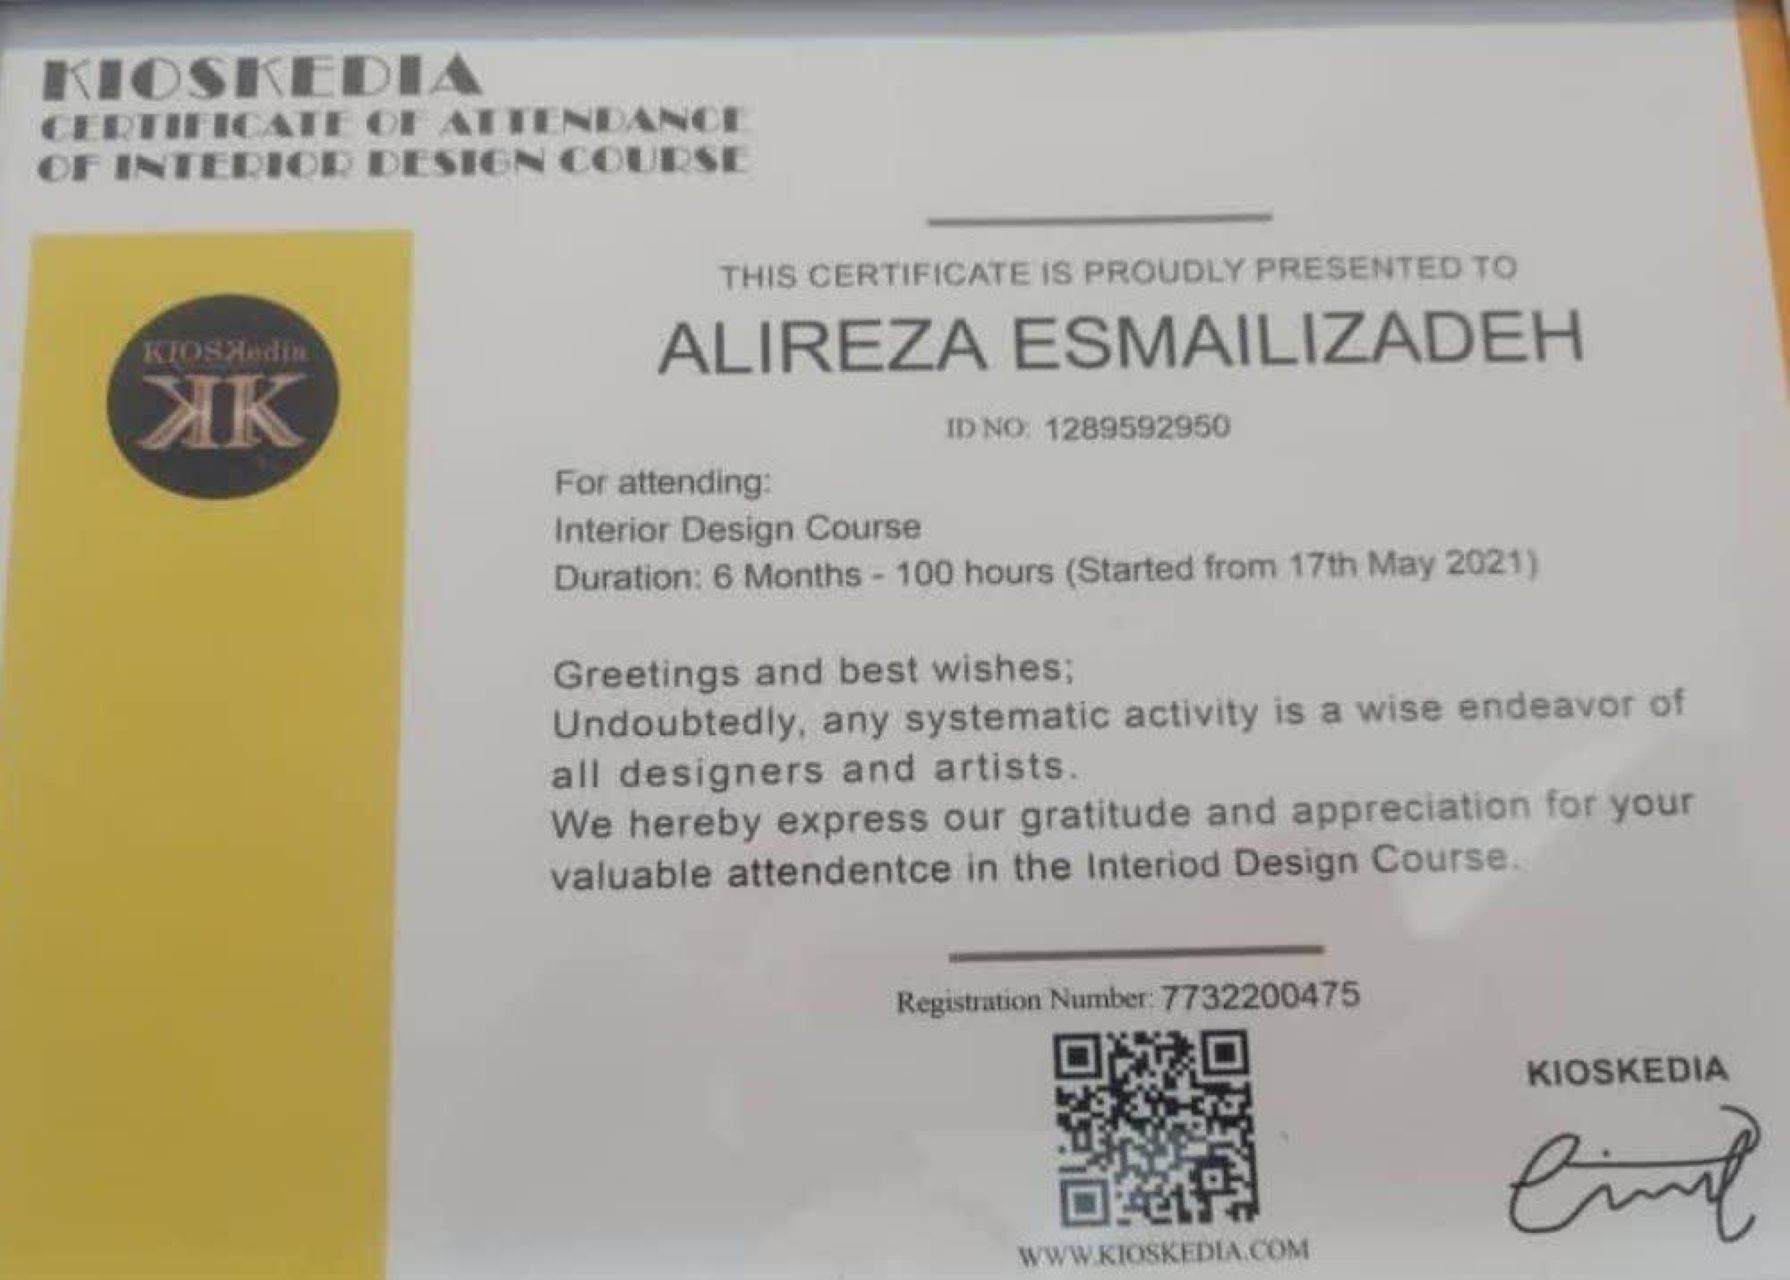 KIOSKEDIA
CERTIFICATE OF ATTENDANCE
OF INTERIOR DESIGN COURSE
KIOSKedia
KK
THIS CERTIFICATE IS PROUDLY PRESENTED TO
ALIREZA ESMAILIZADEH
ID NO: 1289592950
For attending:
Interior Design Course
Duration: 6 Months - 100 hours (Started from 17th May 2021)
Greetings and best wishes;
Undoubtedly, any systematic activity is a wise endeavor of
all designers and artists.
We hereby express our gratitude and appreciation for your
valuable attendentce in the Interiod Design Course.
Registration Number: 7732200475
KIOSKEDIA
WWW.KIOSKEDIA.COM